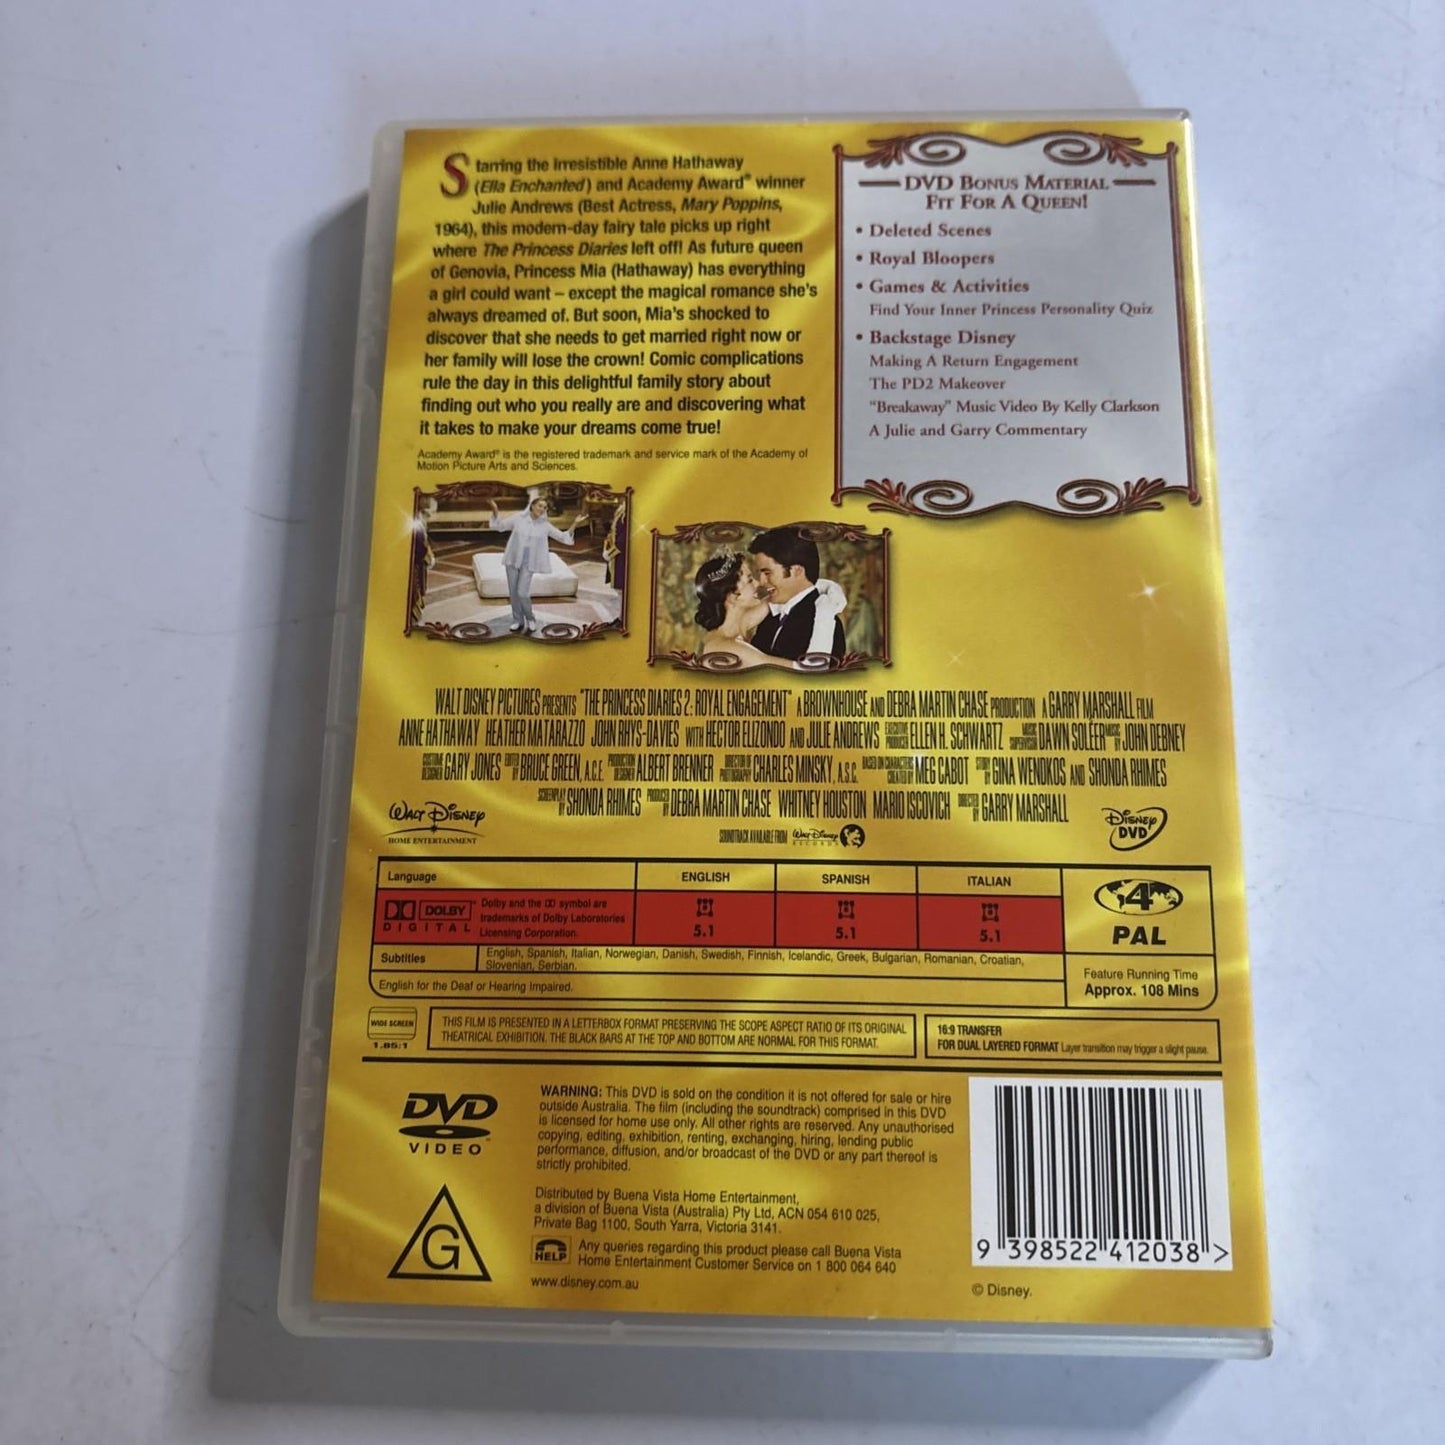 Starring the irresistible Anne Hathaway
(Ella Enchanted) and Academy Award® winner
Julie Andrews (Best Actress, Mary Poppins,
1964), this modern-day fairy tale picks up right
where The Princess Diaries left off! As future queen
of Genovia, Princess Mia (Hathaway) has everything
a girl could want – except the magical romance she's
always dreamed of. But soon, Mia's shocked to
discover that she needs to get married right now or
her family will lose the crown! Comic complications
rule the day in this delightful family story about
finding out who you really are and discovering what
it takes to make your dreams come true!
Academy Award® is the registered trademark and service mark of the Academy of
Motion Picture Arts and Sciences.
DVD BONUS MATERIAL
FIT FOR A QUEEN!
• Deleted Scenes
• Royal Bloopers
• Games & Activities
Find Your Inner Princess Personality Quiz
• Backstage Disney
Making A Return Engagement
The PD2 Makeover
"Breakaway" Music Video By Kelly Clarkson
A Julie and Garry Commentary
WALT DISNEY PICTURES PRESENTS "THE PRINCESS DIARIES 2: ROYAL ENGAGEMENT" A BROWNHOUSE AND DEBRA MARTIN CHASE PRODUCTION A GARRY MARSHALL FILM
ANNE HATHAWAY HEATHER MATARAZZO JOHN RHYS-DAVIES WITH HECTOR ELIZONDO AND JULIE ANDREWS EXECUTIVE PRODUCER ELLEN H. SCHWARTZ MUSIC SUPERVISION DAWN SOLÉER MUSIC BY JOHN DEBNEY
COSTUME DESIGNER GARY JONES EDITED BY BRUCE GREEN, A.C.E. PRODUCTION DESIGNER ALBERT BRENNER DIRECTOR OF PHOTOGRAPHY CHARLES MINSKY, A.S.C. BASED ON CHARACTERS CREATED BY MEG CABOT STORY BY GINA WENDKOS AND SHONDA RHIMES
SCREENPLAY BY SHONDA RHIMES PRODUCED BY DEBRA MARTIN CHASE WHITNEY HOUSTON MARIO ISCOVICH DIRECTED BY GARRY MARSHALL
WALT DISNEY
HOME ENTERTAINMENT
SOUNDTRACK AVAILABLE FROM WALT DISNEY RECORDS
DISNEY
DVD
Language ENGLISH SPANISH ITALIAN
DOLBY
DIGITAL
Dolby and the DD symbol are
trademarks of Dolby Laboratories
Licensing Corporation.
5.1 5.1 5.1
Subtitles English, Spanish, Italian, Norwegian, Danish, Swedish, Finnish, Icelandic, Greek, Bulgarian, Romanian, Croatian,
Slovenian, Serbian.
English for the Deaf or Hearing Impaired.
4
PAL
Feature Running Time
Approx. 108 Mins
WIDE SCREEN
1.85:1
THIS FILM IS PRESENTED IN A LETTERBOX FORMAT PRESERVING THE SCOPE ASPECT RATIO OF ITS ORIGINAL
THEATRICAL EXHIBITION. THE BLACK BARS AT THE TOP AND BOTTOM ARE NORMAL FOR THIS FORMAT.
16:9 TRANSFER
FOR DUAL LAYERED FORMAT Layer transition may trigger a slight pause.
DVD
VIDEO
WARNING: This DVD is sold on the condition it is not offered for sale or hire
outside Australia. The film (including the soundtrack) comprised in this DVD
is licensed for home use only. All other rights are reserved. Any unauthorised
copying, editing, exhibition, renting, exchanging, hiring, lending public
performance, diffusion, and/or broadcast of the DVD or any part thereof is
strictly prohibited.
Distributed by Buena Vista Home Entertainment,
a division of Buena Vista (Australia) Pty Ltd, ACN 054 610 025,
Private Bag 1100, South Yarra, Victoria 3141.
HELP
Any queries regarding this product please call Buena Vista
Home Entertainment Customer Service on 1 800 064 640
www.disney.com.au
G
9 398522 412038 >
© Disney.